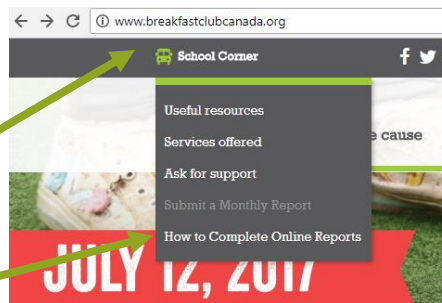 www.breakfastclubcanada.org
School Corner
Useful resources
Services offered
cause
Ask for support
Submit a Monthly Report
How to Complete Online Reports
JULY 12, 2017